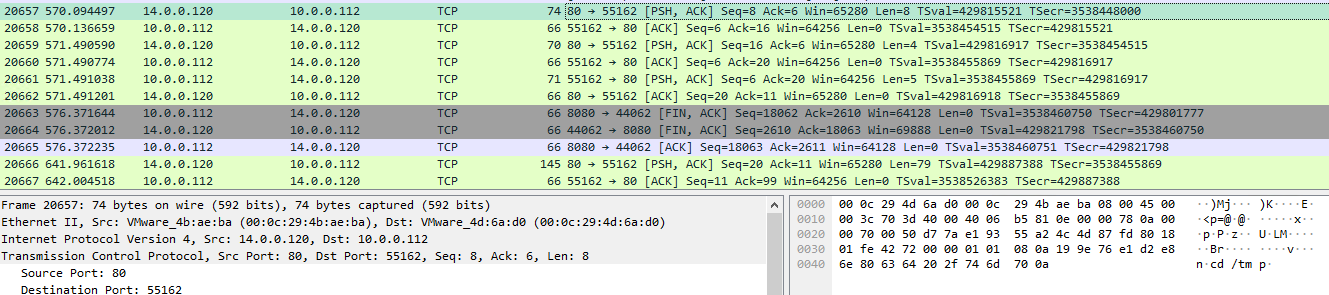 20657 570.094497 14.0.0.120 10.0.0.112 TCP 74 80 → 55162 [PSH, ACK] Seq=8 Ack=6 Win=65280 Len=8 TSval=429815521 TSecr=3538448000
20658 570.136659 10.0.0.112 14.0.0.120 TCP 66 55162 → 80 [ACK] Seq=6 Ack=16 Win=64256 Len=0 TSval=3538454515 TSecr=429815521
20659 571.490590 14.0.0.120 10.0.0.112 TCP 70 80 → 55162 [PSH, ACK] Seq=16 Ack=6 Win=65280 Len=4 TSval=429816917 TSecr=3538454515
20660 571.490774 10.0.0.112 14.0.0.120 TCP 66 55162 → 80 [ACK] Seq=6 Ack=20 Win=64256 Len=0 TSval=3538455869 TSecr=429816917
20661 571.491038 10.0.0.112 14.0.0.120 TCP 71 55162 → 80 [PSH, ACK] Seq=6 Ack=20 Win=64256 Len=5 TSval=3538455869 TSecr=429816917
20662 571.491201 14.0.0.120 10.0.0.112 TCP 66 80 → 55162 [ACK] Seq=20 Ack=11 Win=65280 Len=0 TSval=429816918 TSecr=3538455869
20663 576.371644 10.0.0.112 14.0.0.120 TCP 66 8080 → 44062 [FIN, ACK] Seq=18062 Ack=2610 Win=64128 Len=0 TSval=3538460750 TSecr=429801777
20664 576.372012 14.0.0.120 10.0.0.112 TCP 66 44062 → 8080 [FIN, ACK] Seq=2610 Ack=18063 Win=69888 Len=0 TSval=429821798 TSecr=3538460750
20665 576.372235 10.0.0.112 14.0.0.120 TCP 66 8080 → 44062 [ACK] Seq=18063 Ack=2611 Win=64128 Len=0 TSval=3538460751 TSecr=429821798
20666 641.961618 14.0.0.120 10.0.0.112 TCP 145 80 → 55162 [PSH, ACK] Seq=20 Ack=11 Win=65280 Len=79 TSval=429887388 TSecr=3538455869
20667 642.004518 10.0.0.112 14.0.0.120 TCP 66 55162 → 80 [ACK] Seq=11 Ack=99 Win=64256 Len=0 TSval=3538526383 TSecr=429887388
Frame 20657: 74 bytes on wire (592 bits), 74 bytes captured (592 bits)
Ethernet II, Src: VMware_4b:ae:ba (00:0c:29:4b:ae:ba), Dst: VMware_4d:6a:d0 (00:0c:29:4d:6a:d0)
Internet Protocol Version 4, Src: 14.0.0.120, Dst: 10.0.0.112
Transmission Control Protocol, Src Port: 80, Dst Port: 55162, Seq: 8, Ack: 6, Len: 8
Source Port: 80
Destination Port: 55162
0000 00 0c 29 4d 6a d0 00 0c 29 4b ae ba 08 00 45 00 ··)Mj··· )K····E·
0010 00 3c 70 3d 40 00 40 06 b5 81 0e 00 00 78 0a 00 ·<p=@·@· ·····x··
0020 00 70 00 50 d7 7a e1 93 55 a2 4c 4d 87 fd 80 18 ·p·P·z·· U·LM····
0030 01 fe 42 72 00 00 01 01 08 0a 19 9e 76 e1 d2 e8 ··Br···· ····v···
0040 6e 80 63 64 20 2f 74 6d 70 0a n·cd /tm p·